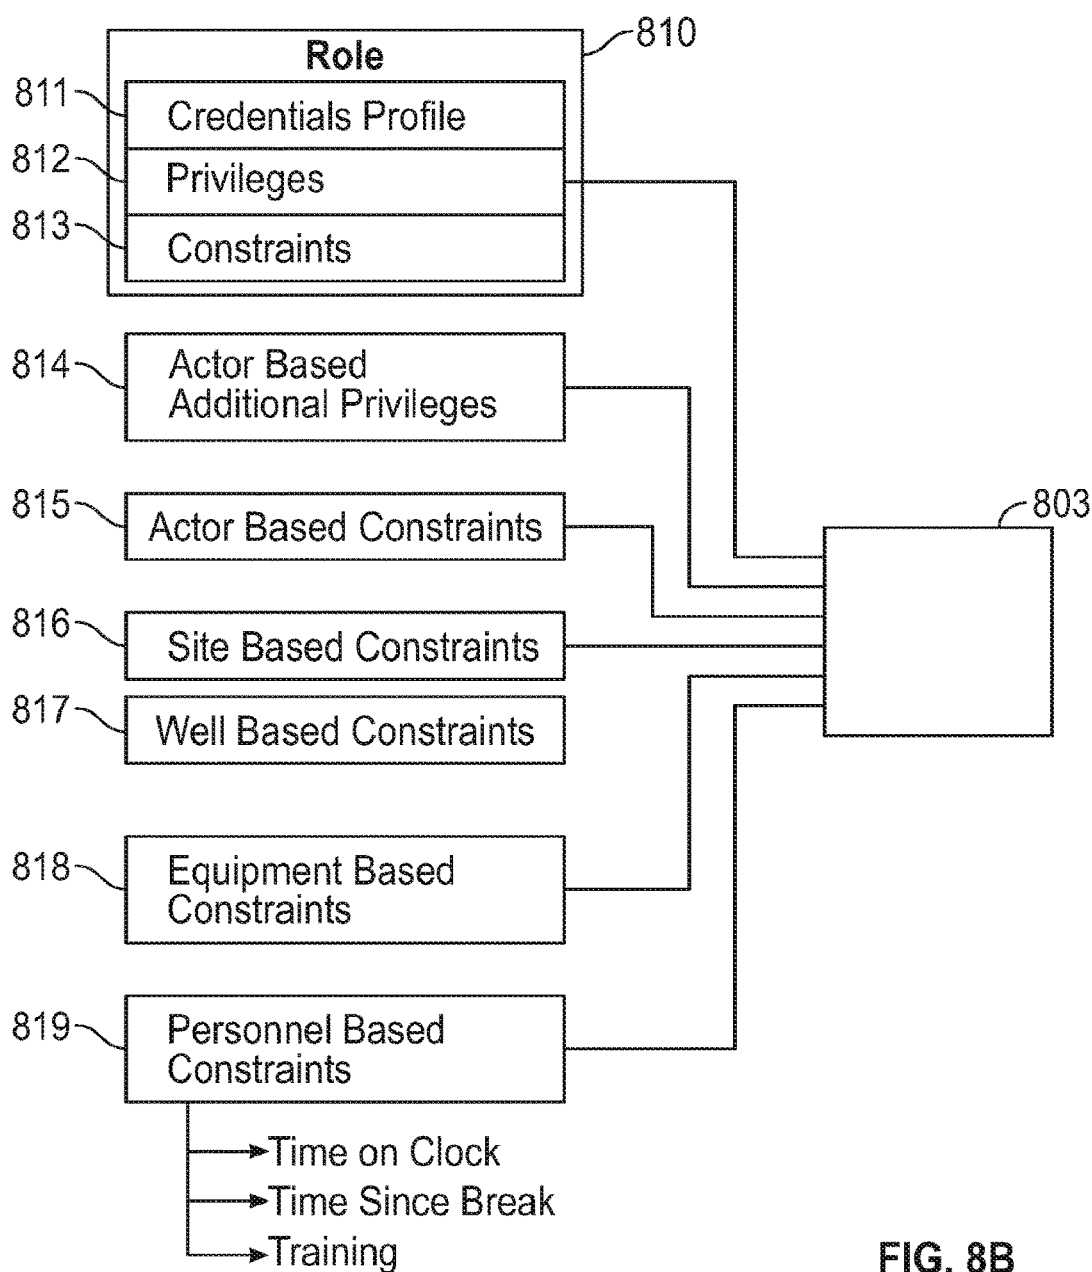 810
Role
811
Credentials Profile
812
Privileges
813
Constraints
814
Actor Based
Additional Privileges
815
Actor Based Constraints
803
816
Site Based Constraints
817
Well Based Constraints
818
Equipment Based
Constraints
819
Personnel Based
Constraints
Time on Clock
Time Since Break
Training
FIG. 8B